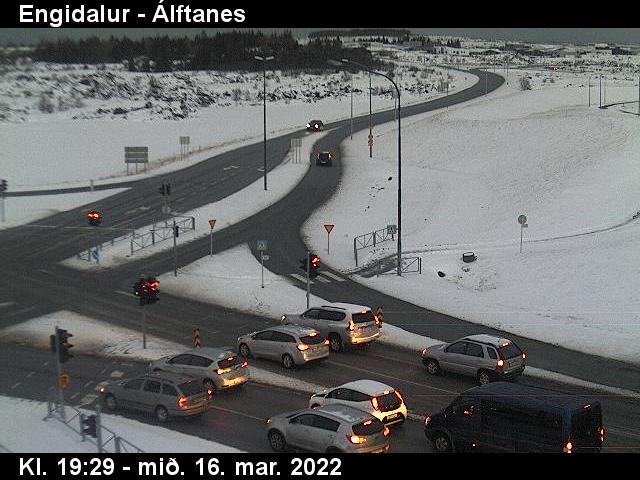 Engidalur - Álftanes
Kl. 19:29 - mið. 16. mar. 2022